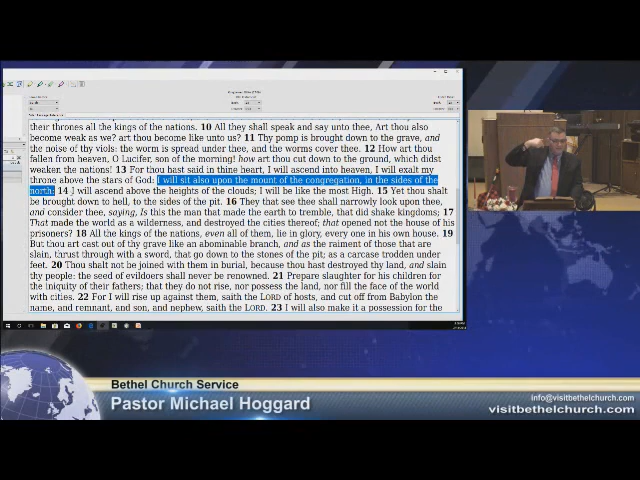 their thrones all the kings of the nations. 10 All they shall speak and say unto thee, Art thou also
become weak as we? art thou become like unto us? 11 Thy pomp is brought down to the grave, and
the noise of thy viols: the worm is spread under thee, and the worms cover thee. 12 How art thou
fallen from heaven, O Lucifer, son of the morning! how art thou cut down to the ground, which didst
weaken the nations! 13 For thou hast said in thine heart, I will ascend into heaven, I will exalt my
throne above the stars of God: I will sit also upon the mount of the congregation, in the sides of the
north: 14 I will ascend above the heights of the clouds; I will be like the most High. 15 Yet thou shalt
be brought down to hell, to the sides of the pit. 16 They that see thee shall narrowly look upon thee,
and consider thee, saying, Is this the man that made the earth to tremble, that did shake kingdoms; 17
That made the world as a wilderness, and destroyed the cities thereof; that opened not the house of his
prisoners? 18 All the kings of the nations, even all of them, lie in glory, every one in his own house. 19
But thou art cast out of thy grave like an abominable branch, and as the raiment of those that are
slain, thrust through with a sword, that go down to the stones of the pit; as a carcase trodden under
feet. 20 Thou shalt not be joined with them in burial, because thou hast destroyed thy land, and slain
thy people: the seed of evildoers shall never be renowned. 21 Prepare slaughter for his children for
the iniquity of their fathers; that they do not rise, nor possess the land, nor fill the face of the world
with cities. 22 For I will rise up against them, saith the LORD of hosts, and cut off from Babylon the
name, and remnant, and son, and nephew, saith the LORD. 23 I will also make it a possession for the
Bethel Church Service
Pastor Michael Hoggard
info@visitbethelchurch.com
visitbethelchurch.com